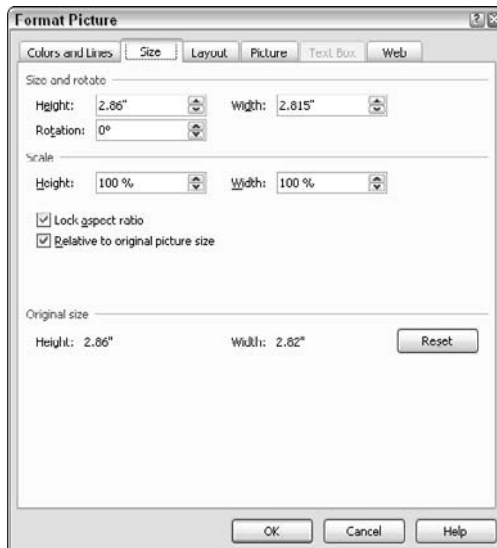 Format Picture
Colors and Lines Size Layout Picture Text Box Web
Size and rotate
Height: 2.86" Width: 2.815"
Rotation: 0°
Scale
Height: 100 % Width: 100 %
Lock aspect ratio
Relative to original picture size
Original size
Height: 2.86" Width: 2.82" Reset
OK Cancel Help